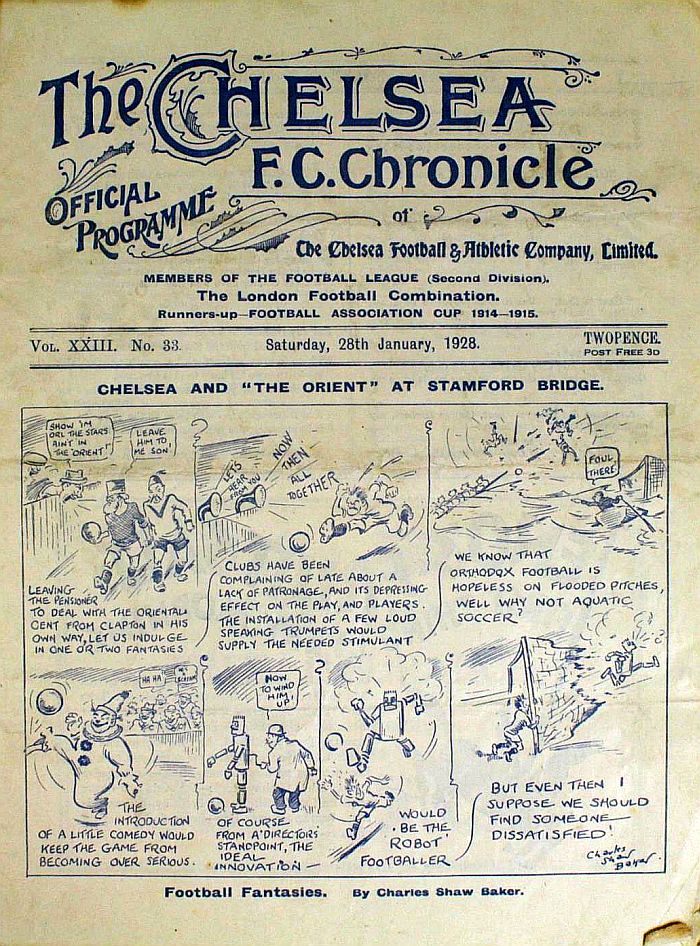 The Chelsea
F.C. Chronicle
OFFICIAL
PROGRAMME
of
The Chelsea Football & Athletic Company, Limited.
MEMBERS OF THE FOOTBALL LEAGUE (Second Division).
The London Football Combination.
Runners-up—FOOTBALL ASSOCIATION CUP 1914—1915.
VOL. XXIII. No. 33.
Saturday, 28th January, 1928.
TWOPENCE.
POST FREE 3D
CHELSEA AND "THE ORIENT" AT STAMFORD BRIDGE.
SHOW 'IM
ORL THE STARS
AINT IN
THE 'ORIENT'
LEAVE
HIM TO
ME SON'
LEAVING
THE PENSIONER
TO DEAL WITH THE ORIENTAL
GENT FROM CLAPTON IN HIS
OWN WAY, LET US INDULGE
IN ONE OR TWO FANTASIES
LET'S
HEAR
FROM YOU
NOW
THEN
ALL
TOGETHER
CLUBS HAVE BEEN
COMPLAINING OF LATE ABOUT A
LACK OF PATRONAGE, AND ITS DEPRESSING
EFFECT ON THE PLAY, AND PLAYERS.
THE INSTALLATION OF A FEW LOUD
SPEAKING TRUMPETS WOULD
SUPPLY THE NEEDED STIMULANT
FOUL
THERE
WE KNOW THAT
ORTHODOX FOOTBALL IS
HOPELESS ON FLOODED PITCHES,
WELL WHY NOT AQUATIC
SOCCER?
HA HA
THE
INTRODUCTION
OF A LITTLE COMEDY WOULD
KEEP THE GAME FROM
BECOMING OVER SERIOUS.
NOW
TO WIND
HIM
UP
OF COURSE
FROM A DIRECTORS'
STANDPOINT, THE
IDEAL
INNOVATION—
WOULD
BE THE
'ROBOT'
FOOTBALLER
BUT EVEN THEN I
SUPPOSE WE SHOULD
FIND SOMEONE—
DISSATISFIED!
Charles
Shaw
Baker.
Football Fantasies. By Charles Shaw Baker.